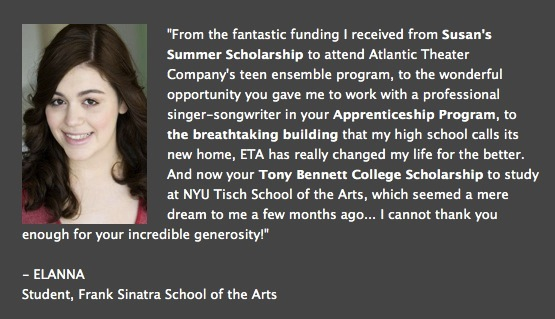 "From the fantastic funding I received from Susan's
Summer Scholarship to attend Atlantic Theater
Company's teen ensemble program, to the wonderful
opportunity you gave me to work with a professional
singer-songwriter in your Apprenticeship Program, to
the breathtaking building that my high school calls its
new home, ETA has really changed my life for the better.
And now your Tony Bennett College Scholarship to study
at NYU Tisch School of the Arts, which seemed a mere
dream to me a few months ago... I cannot thank you
enough for your incredible generosity!"
- ELANNA
Student, Frank Sinatra School of the Arts